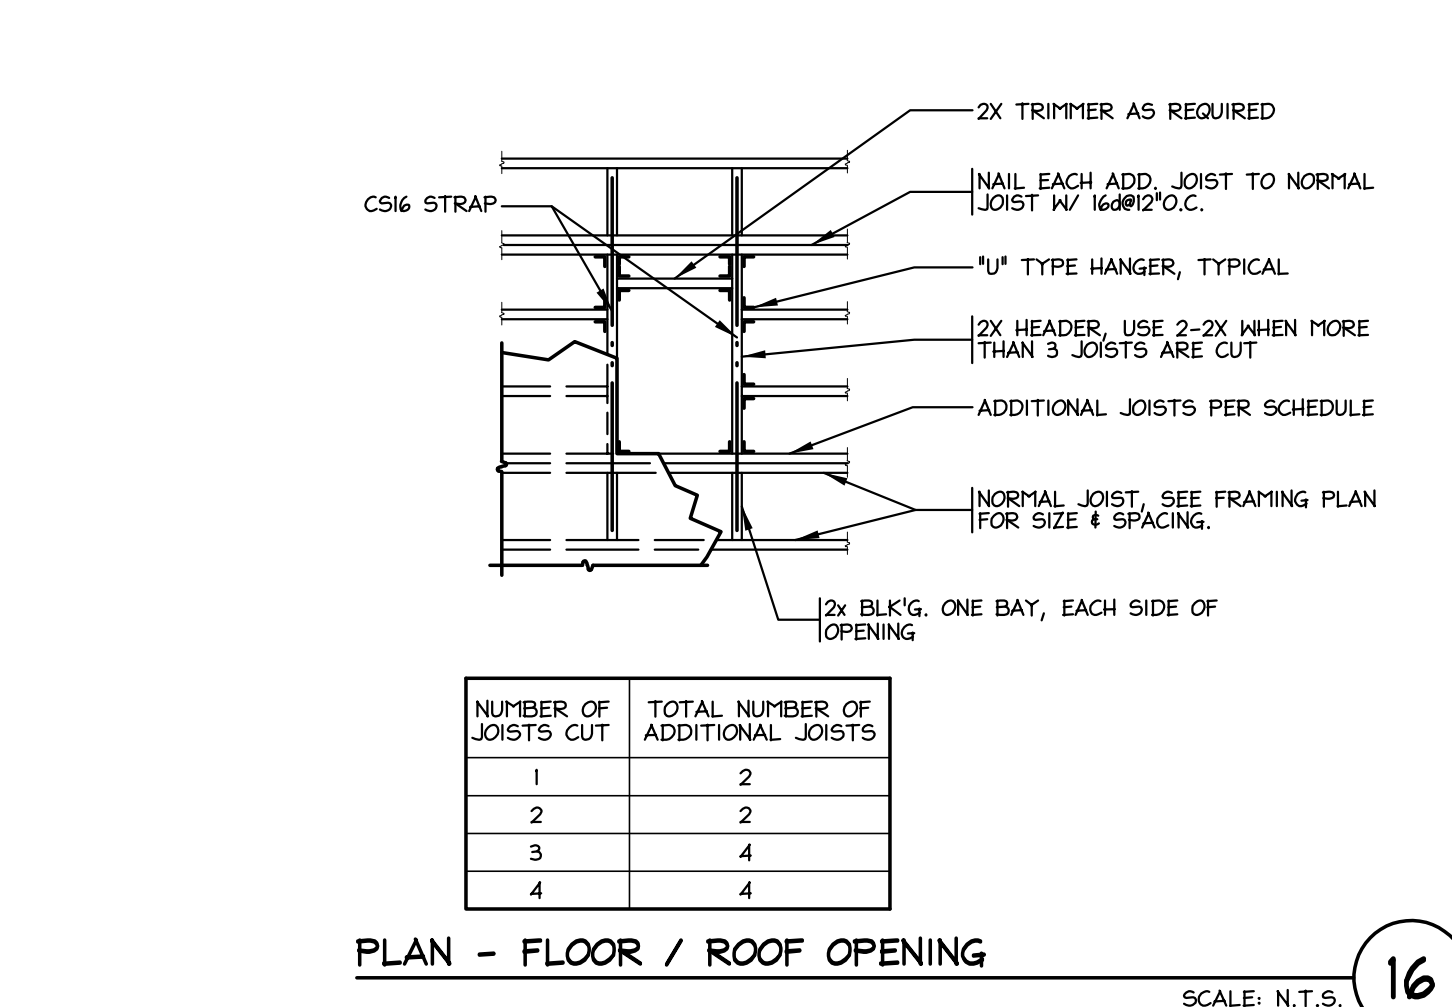 2X TRIMMER AS REQUIRED
NAIL EACH ADD. JOIST TO NORMAL
JOIST W/ 16d@12"O.C.
CS16 STRAP
"U" TYPE HANGER, TYPICAL
2X HEADER, USE 2-2X WHEN MORE
THAN 3 JOISTS ARE CUT
ADDITIONAL JOISTS PER SCHEDULE
NORMAL JOIST, SEE FRAMING PLAN
FOR SIZE & SPACING.
2x BLK'G. ONE BAY, EACH SIDE OF
OPENING
NUMBER OF
JOISTS CUT
TOTAL NUMBER OF
ADDITIONAL JOISTS
1 2
2 2
3 4
4 4
PLAN - FLOOR / ROOF OPENING
16
SCALE: N.T.S.